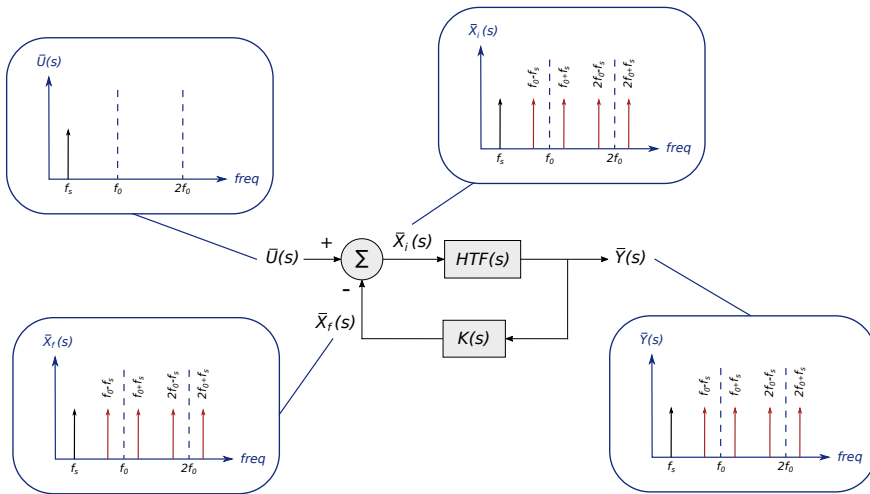 Ū(s)
f_s
f_0
2f_0
freq
X̄_i(s)
f_0-f_s
f_0+f_s
2f_0-f_s
2f_0+f_s
f_s
f_0
2f_0
freq
Ū(s)
+
-
Σ
X̄_i(s)
HTF(s)
Ȳ(s)
X̄_f(s)
K(s)
X̄_f(s)
f_0-f_s
f_0+f_s
2f_0-f_s
2f_0+f_s
f_s
f_0
2f_0
freq
Ȳ(s)
f_0-f_s
f_0+f_s
2f_0-f_s
2f_0+f_s
f_s
f_0
2f_0
freq